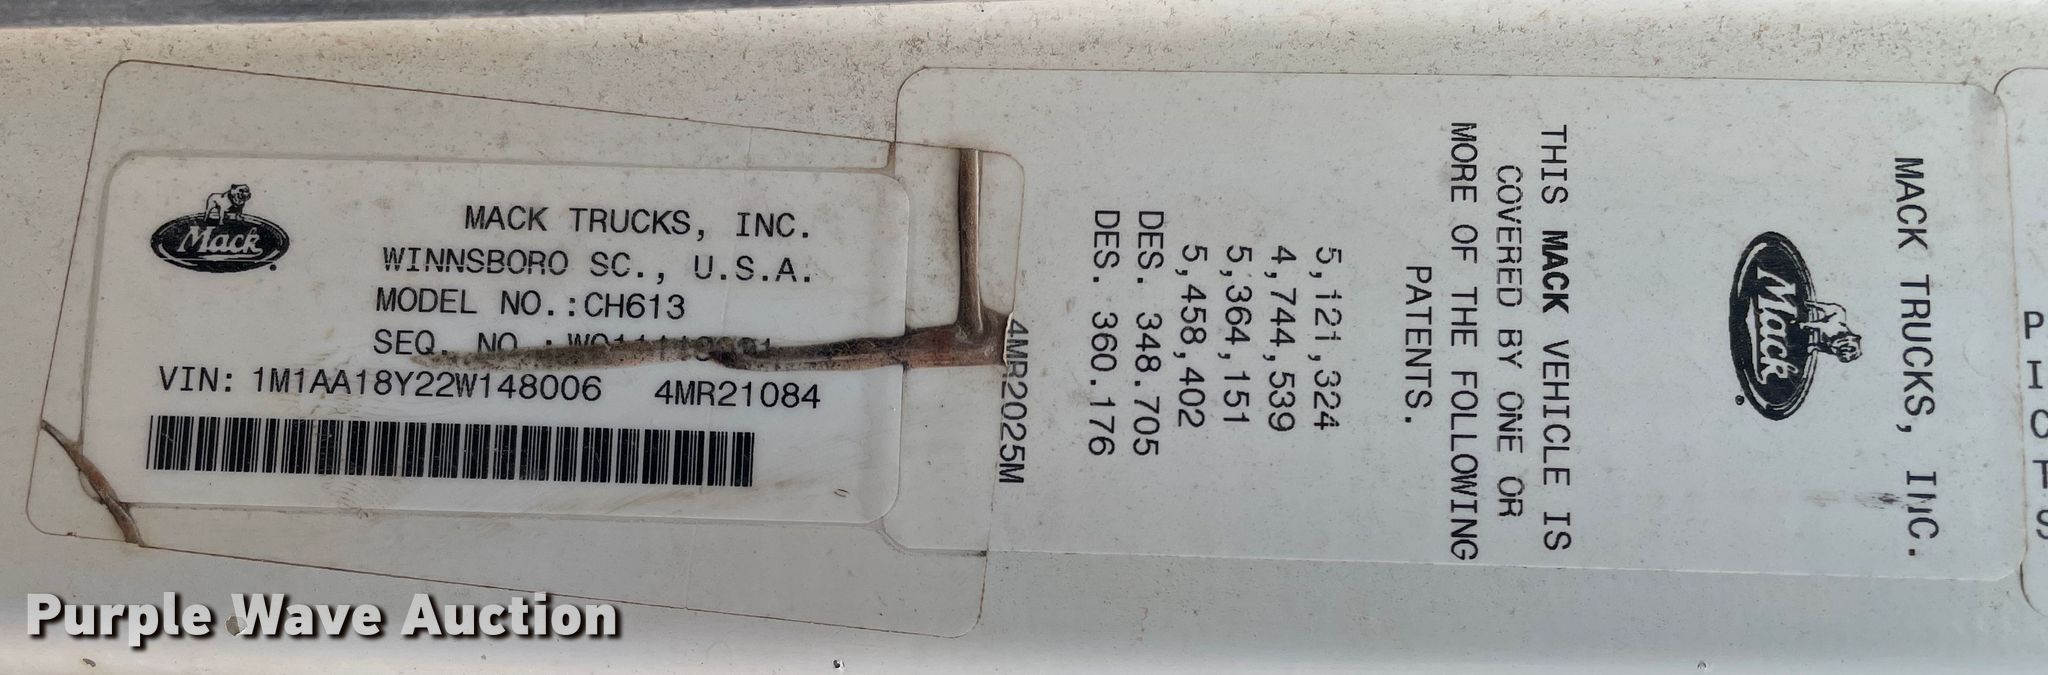 Mack
MACK TRUCKS, INC.
WINNSBORO SC., U.S.A.
MODEL NO.:CH613
SEQ. NO.:
VIN: 1M1AA18Y22W148006 4MR21084
MACK TRUCKS, INC.
Mack
THIS MACK VEHICLE IS
COVERED BY ONE OR
MORE OF THE FOLLOWING
PATENTS.
5,121,324
4,744,539
5,364,151
5,458,402
DES. 348.705
DES. 360.176
4MR2025M
Purple Wave Auction